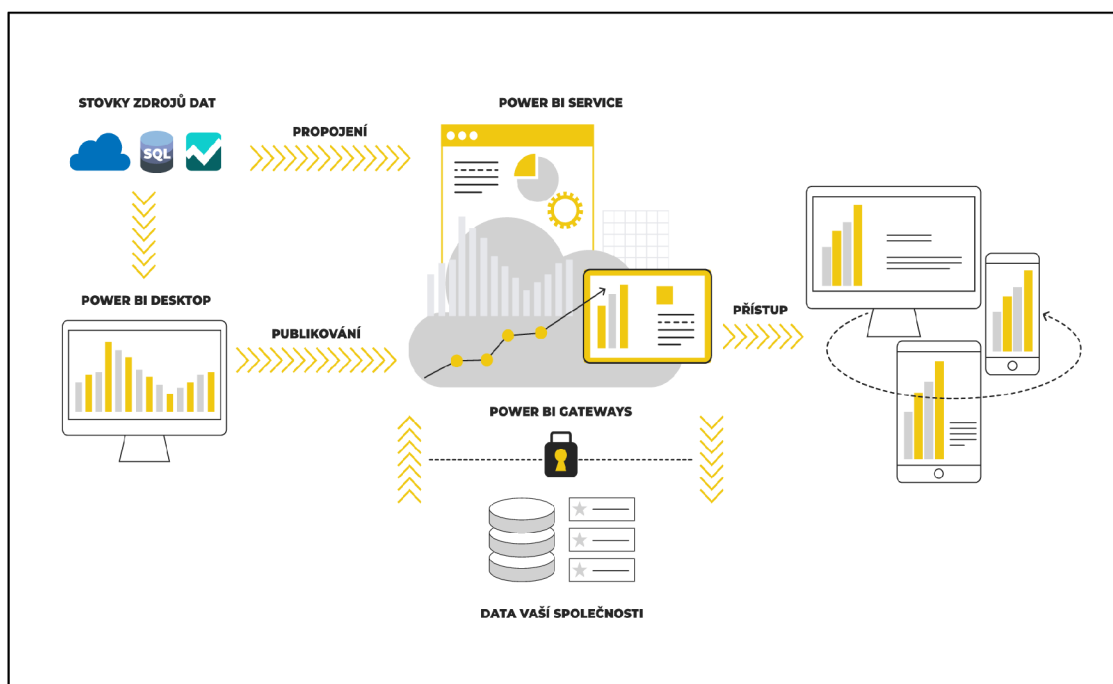 STOVKY ZDROJŮ DAT
POWER BI SERVICE
PROPOJENÍ
SQL
POWER BI DESKTOP
PUBLIKOVÁNÍ
PŘÍSTUP
POWER BI GATEWAYS
DATA VAŠÍ SPOLEČNOSTI